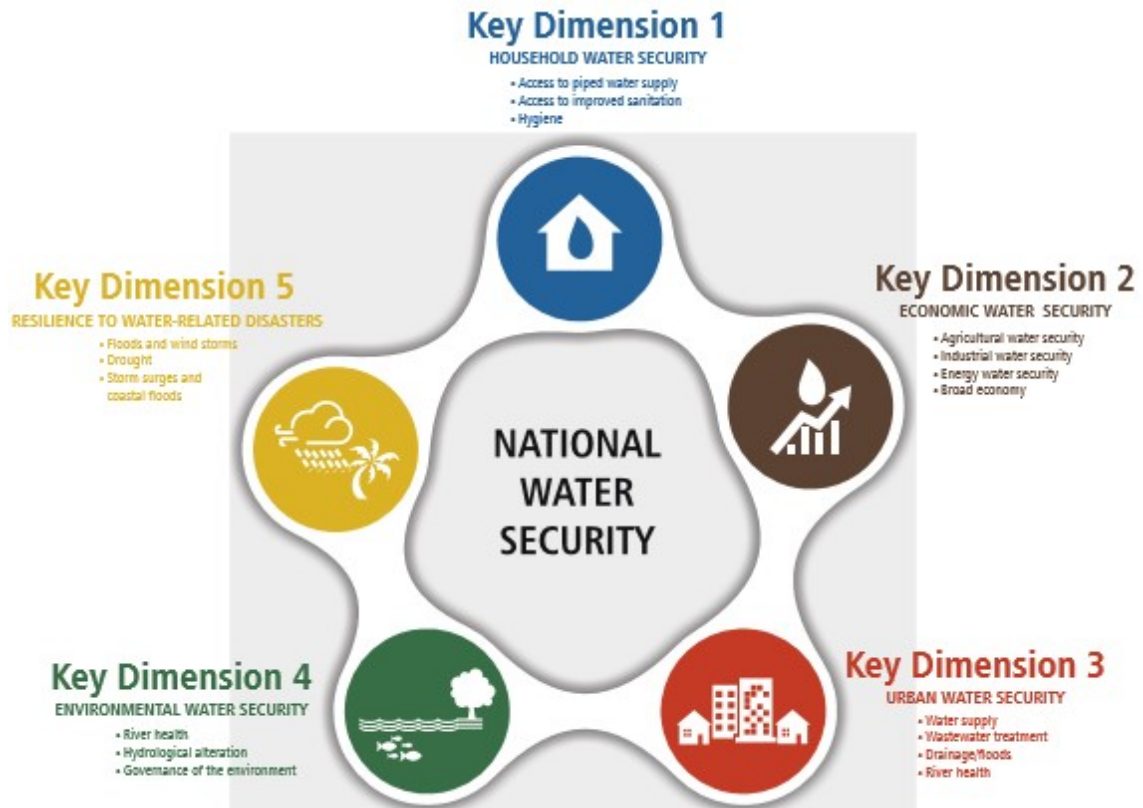 Key Dimension 1
HOUSEHOLD WATER SECURITY
• Access to piped water supply
• Access to improved sanitation
• Hygiene
Key Dimension 2
ECONOMIC WATER SECURITY
• Agricultural water security
• Industrial water security
• Energy water security
• Broad economy
Key Dimension 3
URBAN WATER SECURITY
• Water supply
• Wastewater treatment
• Drainage/floods
• River health
Key Dimension 4
ENVIRONMENTAL WATER SECURITY
• River health
• Hydrological alteration
• Governance of the environment
Key Dimension 5
RESILIENCE TO WATER-RELATED DISASTERS
• Floods and wind storms
• Drought
• Storm surges and
coastal floods
NATIONAL
WATER
SECURITY